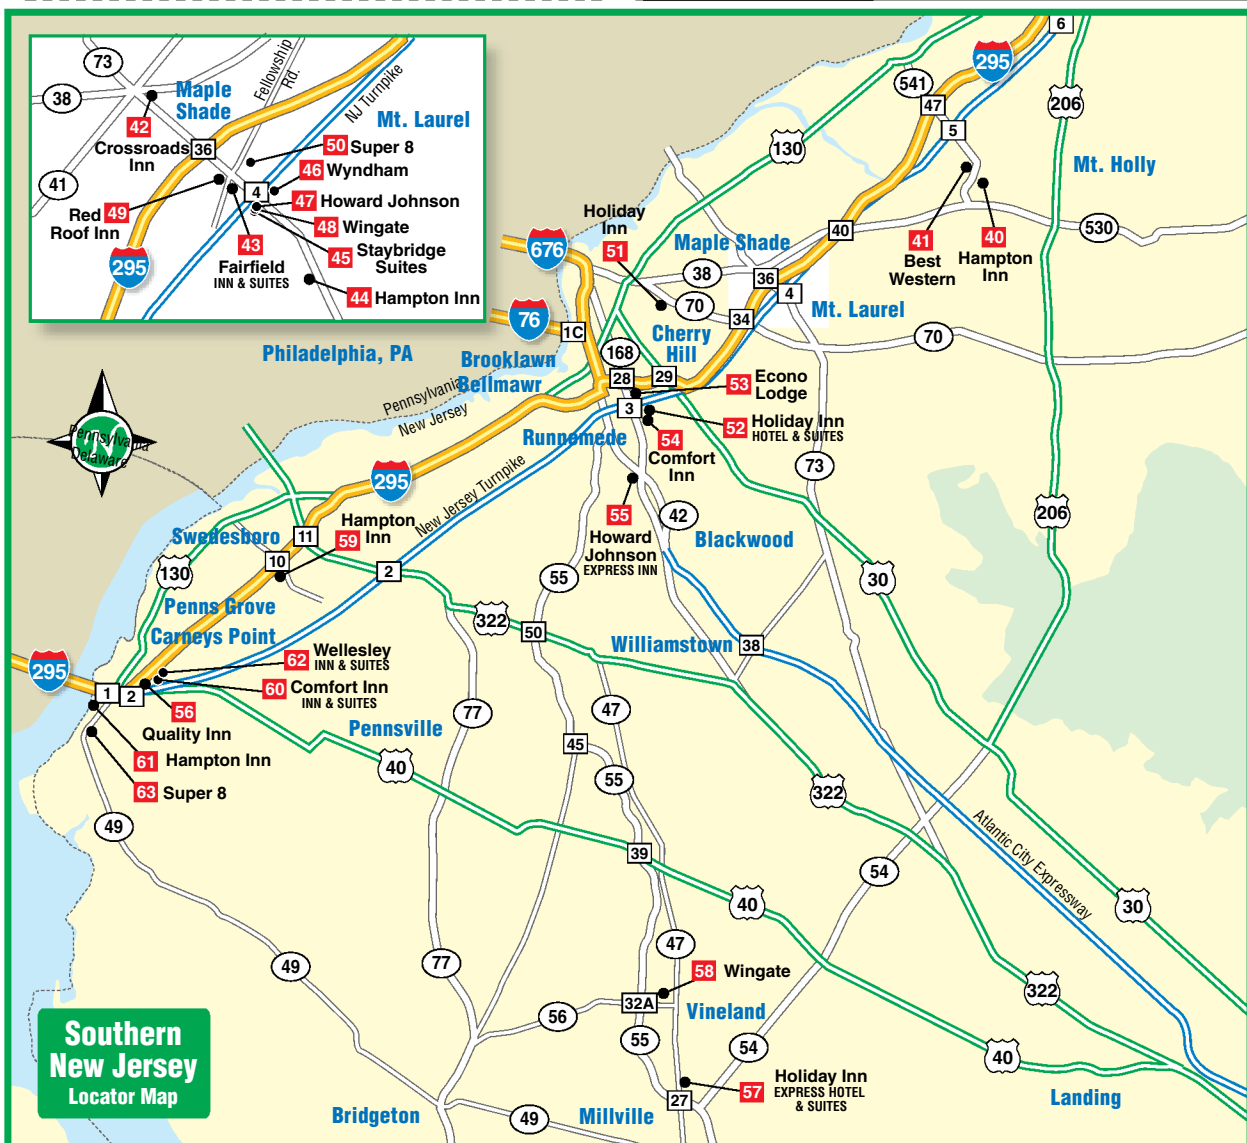 73
38
41
Maple
Shade
Fellowship
Rd.
NJ Turnpike
Mt. Laurel
42
Crossroads
Inn
36
50 Super 8
46 Wyndham
4
47 Howard Johnson
48 Wingate
45 Staybridge
Suites
Red 49
Roof Inn
43
Fairfield
INN & SUITES
44 Hampton Inn
295
6
295
541
47
5
206
130
Mt. Holly
Holiday
Inn
51
676
Maple Shade
38
36
40
41
Best
Western
40
Hampton
Inn
530
4
Mt. Laurel
70
34
70
76
1C
Philadelphia, PA
Brooklawn
Bellmawr
168
Cherry
Hill
28
29
53 Econo
Lodge
3
52 Holiday Inn
HOTEL & SUITES
54
Comfort
Inn
Runnemede
Pennsylvania
New Jersey
Pennsylvania
Delaware
N
295
New Jersey Turnpike
73
206
55
Howard
Johnson
EXPRESS INN
42
Blackwood
Swedesboro
11
Hampton
Inn
59
10
130
2
55
30
Penns Grove
Carneys Point
322
50
Williamstown
38
295
1
2
62 Wellesley
INN & SUITES
60 Comfort Inn
INN & SUITES
56
Quality Inn
61 Hampton Inn
63 Super 8
Pennsville
77
47
45
55
40
322
49
39
54
Atlantic City Expressway
40
30
49
77
47
58 Wingate
32A
Vineland
322
56
55
54
40
Southern
New Jersey
Locator Map
57
Holiday Inn
EXPRESS HOTEL
& SUITES
27
Landing
Bridgeton
49
Millville